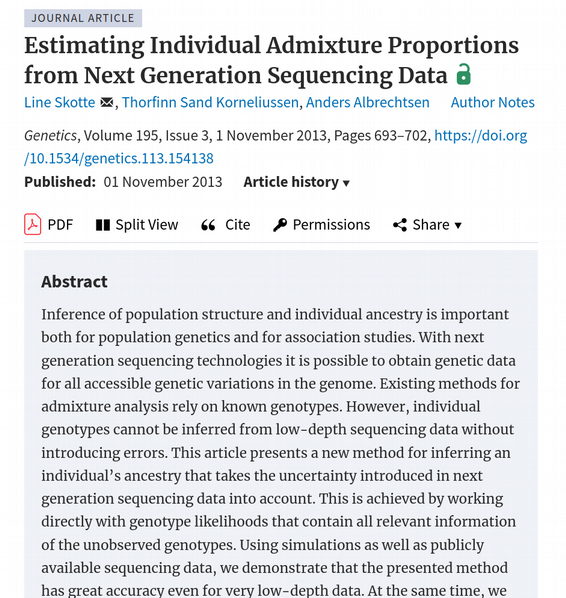 JOURNAL ARTICLE
Estimating Individual Admixture Proportions
from Next Generation Sequencing Data
Line Skotte, Thorfinn Sand Korneliussen, Anders Albrechtsen Author Notes
Genetics, Volume 195, Issue 3, 1 November 2013, Pages 693–702, https://doi.org
/10.1534/genetics.113.154138
Published: 01 November 2013 Article history ▼
PDF Split View Cite Permissions Share ▼
Abstract
Inference of population structure and individual ancestry is important
both for population genetics and for association studies. With next
generation sequencing technologies it is possible to obtain genetic data
for all accessible genetic variations in the genome. Existing methods for
admixture analysis rely on known genotypes. However, individual
genotypes cannot be inferred from low-depth sequencing data without
introducing errors. This article presents a new method for inferring an
individual’s ancestry that takes the uncertainty introduced in next
generation sequencing data into account. This is achieved by working
directly with genotype likelihoods that contain all relevant information
of the unobserved genotypes. Using simulations as well as publicly
available sequencing data, we demonstrate that the presented method
has great accuracy even for very low-depth data. At the same time, we